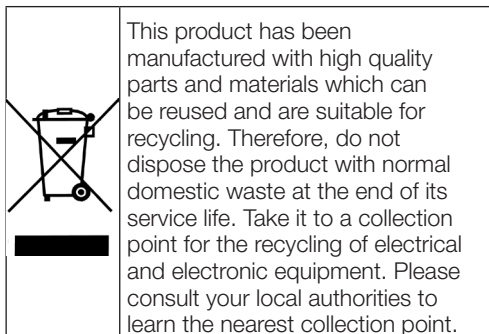 This product has been
manufactured with high quality
parts and materials which can
be reused and are suitable for
recycling. Therefore, do not
dispose the product with normal
domestic waste at the end of its
service life. Take it to a collection
point for the recycling of electrical
and electronic equipment. Please
consult your local authorities to
learn the nearest collection point.